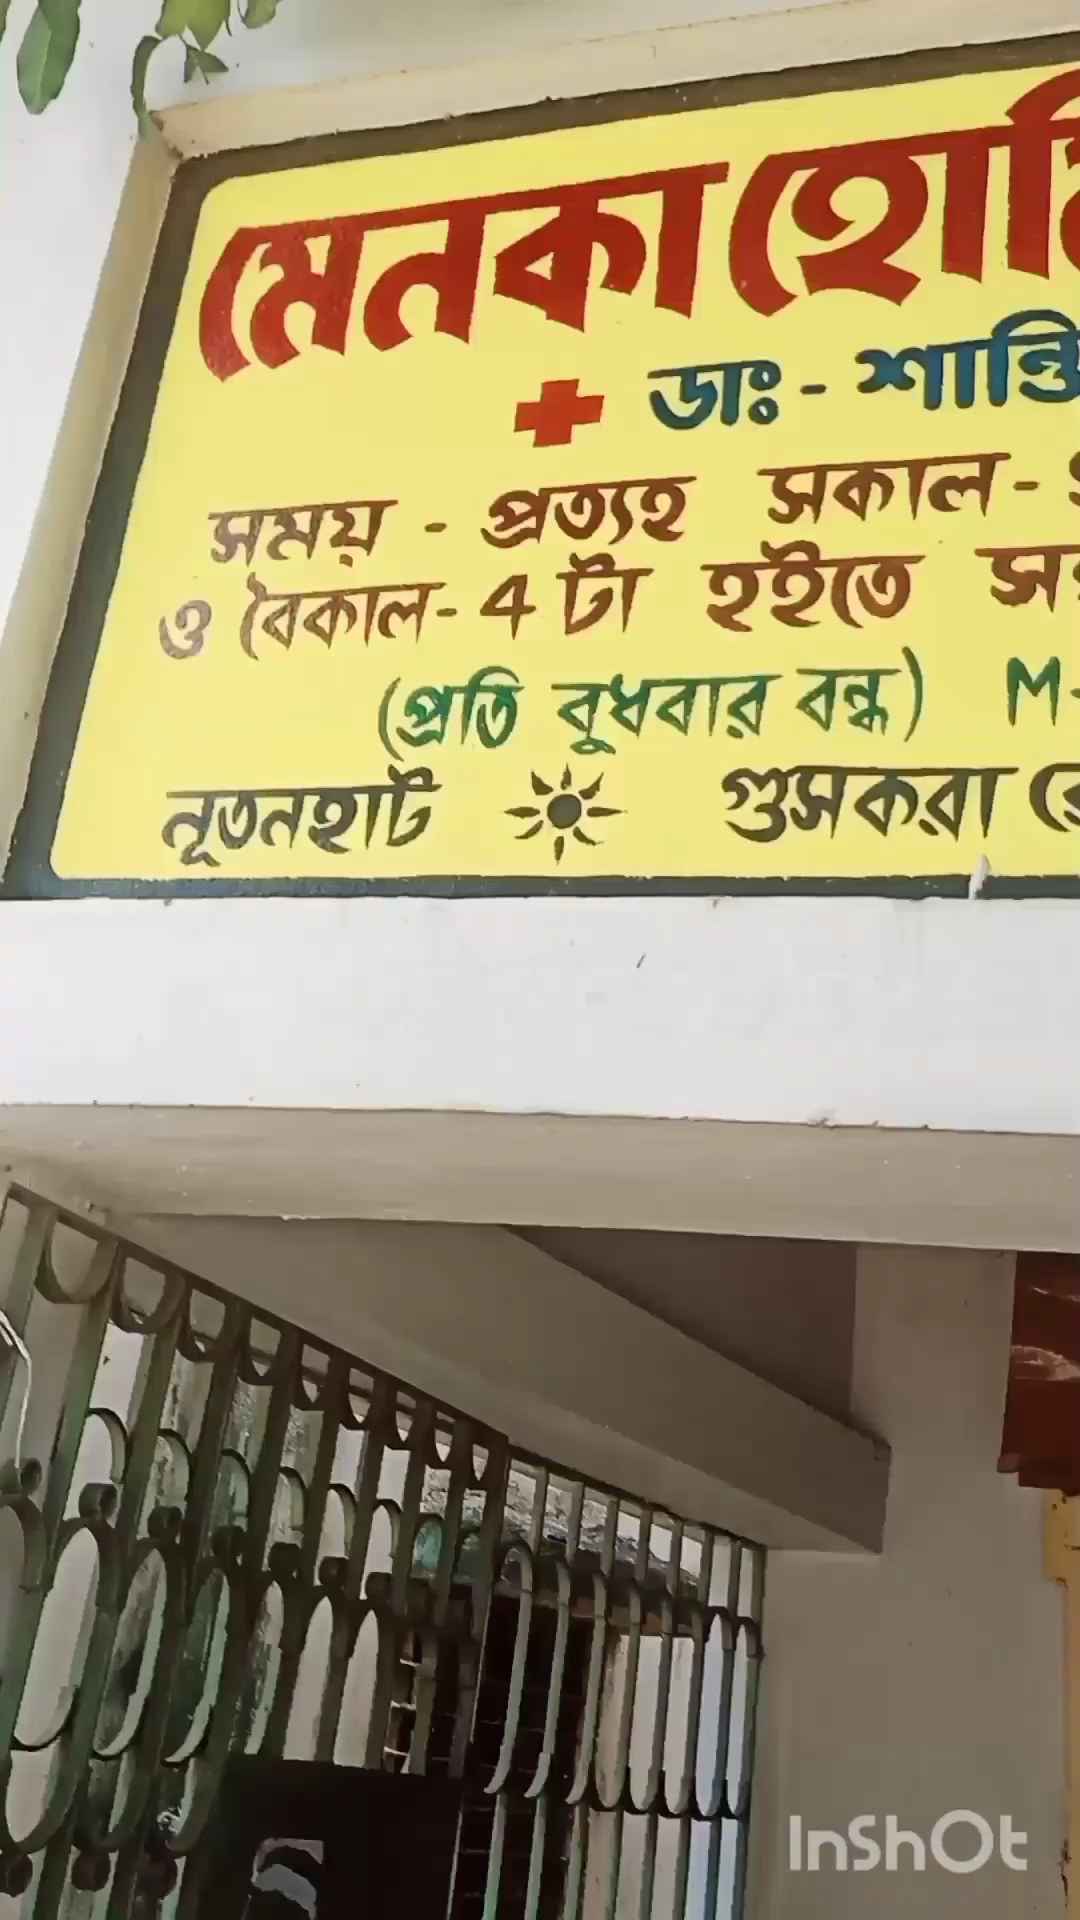 মেনকা
ডাঃ -
সময় - প্রত্যহ সকাল -
ও বৈকাল - 4 টা হইতে
(প্রতি বুধবার বন্ধ) M
নূতনহাট গুসকরা
InShOt